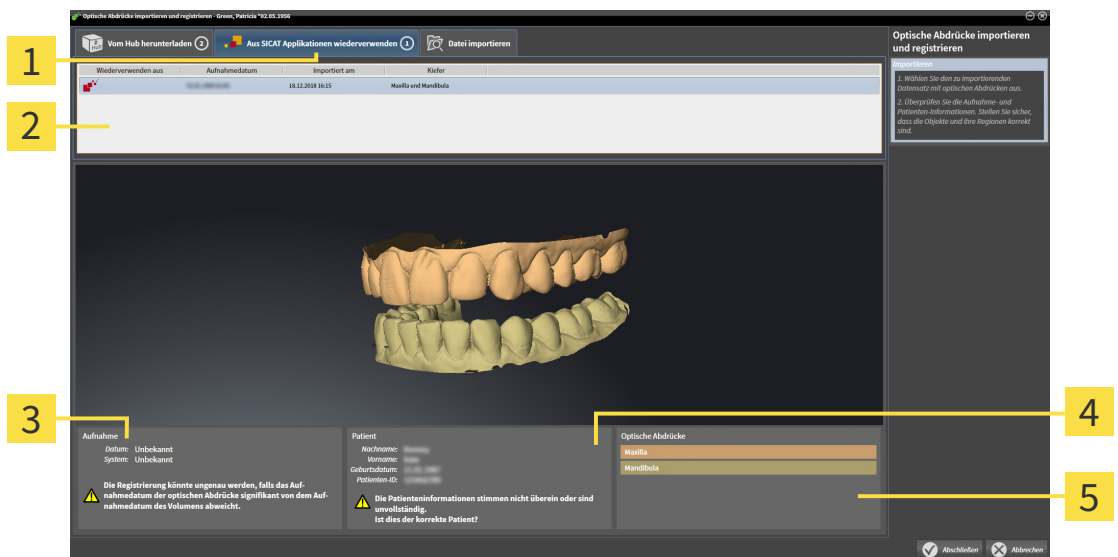 Optische Abdrücke importieren und registrieren - Green, Patricia *02.05.1956
1
Hub
Vom Hub herunterladen 2
Aus SICAT Applikationen wiederverwenden 1
Datei importieren
Optische Abdrücke importieren
und registrieren
Wiederverwenden aus Aufnahmedatum Importiert am Kiefer
18.12.2018 16:15 Maxilla und Mandibula
2
Importieren
1. Wählen Sie den zu importierenden
Datensatz mit optischen Abdrücken aus.
2. Überprüfen Sie die Aufnahme- und
Patienten-Informationen. Stellen Sie sicher,
dass die Objekte und ihre Regionen korrekt
sind.
3
Aufnahme
Datum: Unbekannt
System: Unbekannt
Die Registrierung könnte ungenau werden, falls das Auf-
nahmedatum der optischen Abdrücke signifikant von dem Auf-
nahmedatum des Volumens abweicht.
Patient
Nachname:
Vorname:
Geburtsdatum:
Patienten-ID:
Die Patienteninformationen stimmen nicht überein oder sind
unvollständig.
Ist dies der korrekte Patient?
4
Optische Abdrücke
Maxilla
Mandibula
5
Abschließen Abbrechen